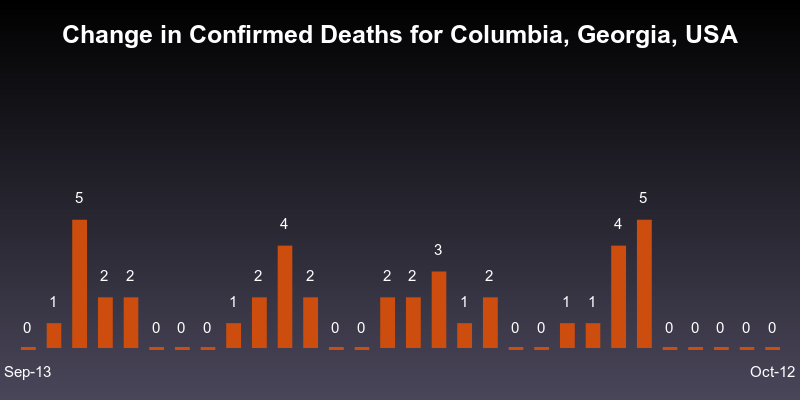 Change in Confirmed Deaths for Columbia, Georgia, USA
0 1 5 2 2 0 0 0 1 2 4 2 0 0 2 2 3 1 2 0 0 1 1 4 5 0 0 0 0 0
Sep-13 Oct-12